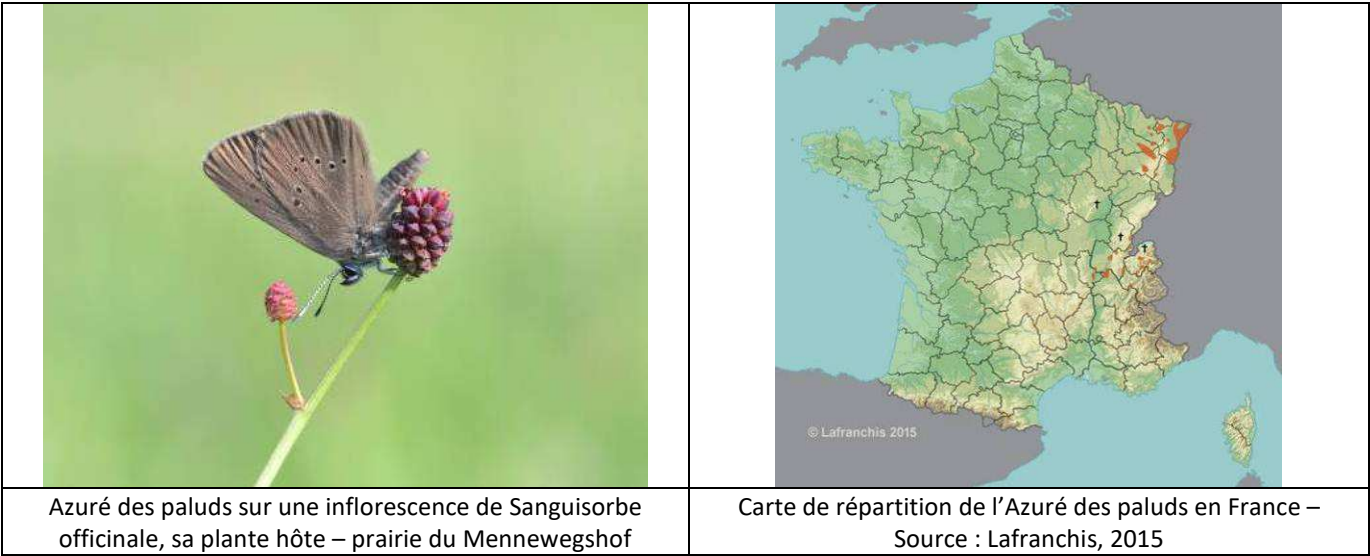 © Lafranchis 2015
Azuré des paluds sur une inflorescence de Sanguisorbe
officinale, sa plante hôte – prairie du Mennewegshof
Carte de répartition de l’Azuré des paluds en France –
Source : Lafranchis, 2015